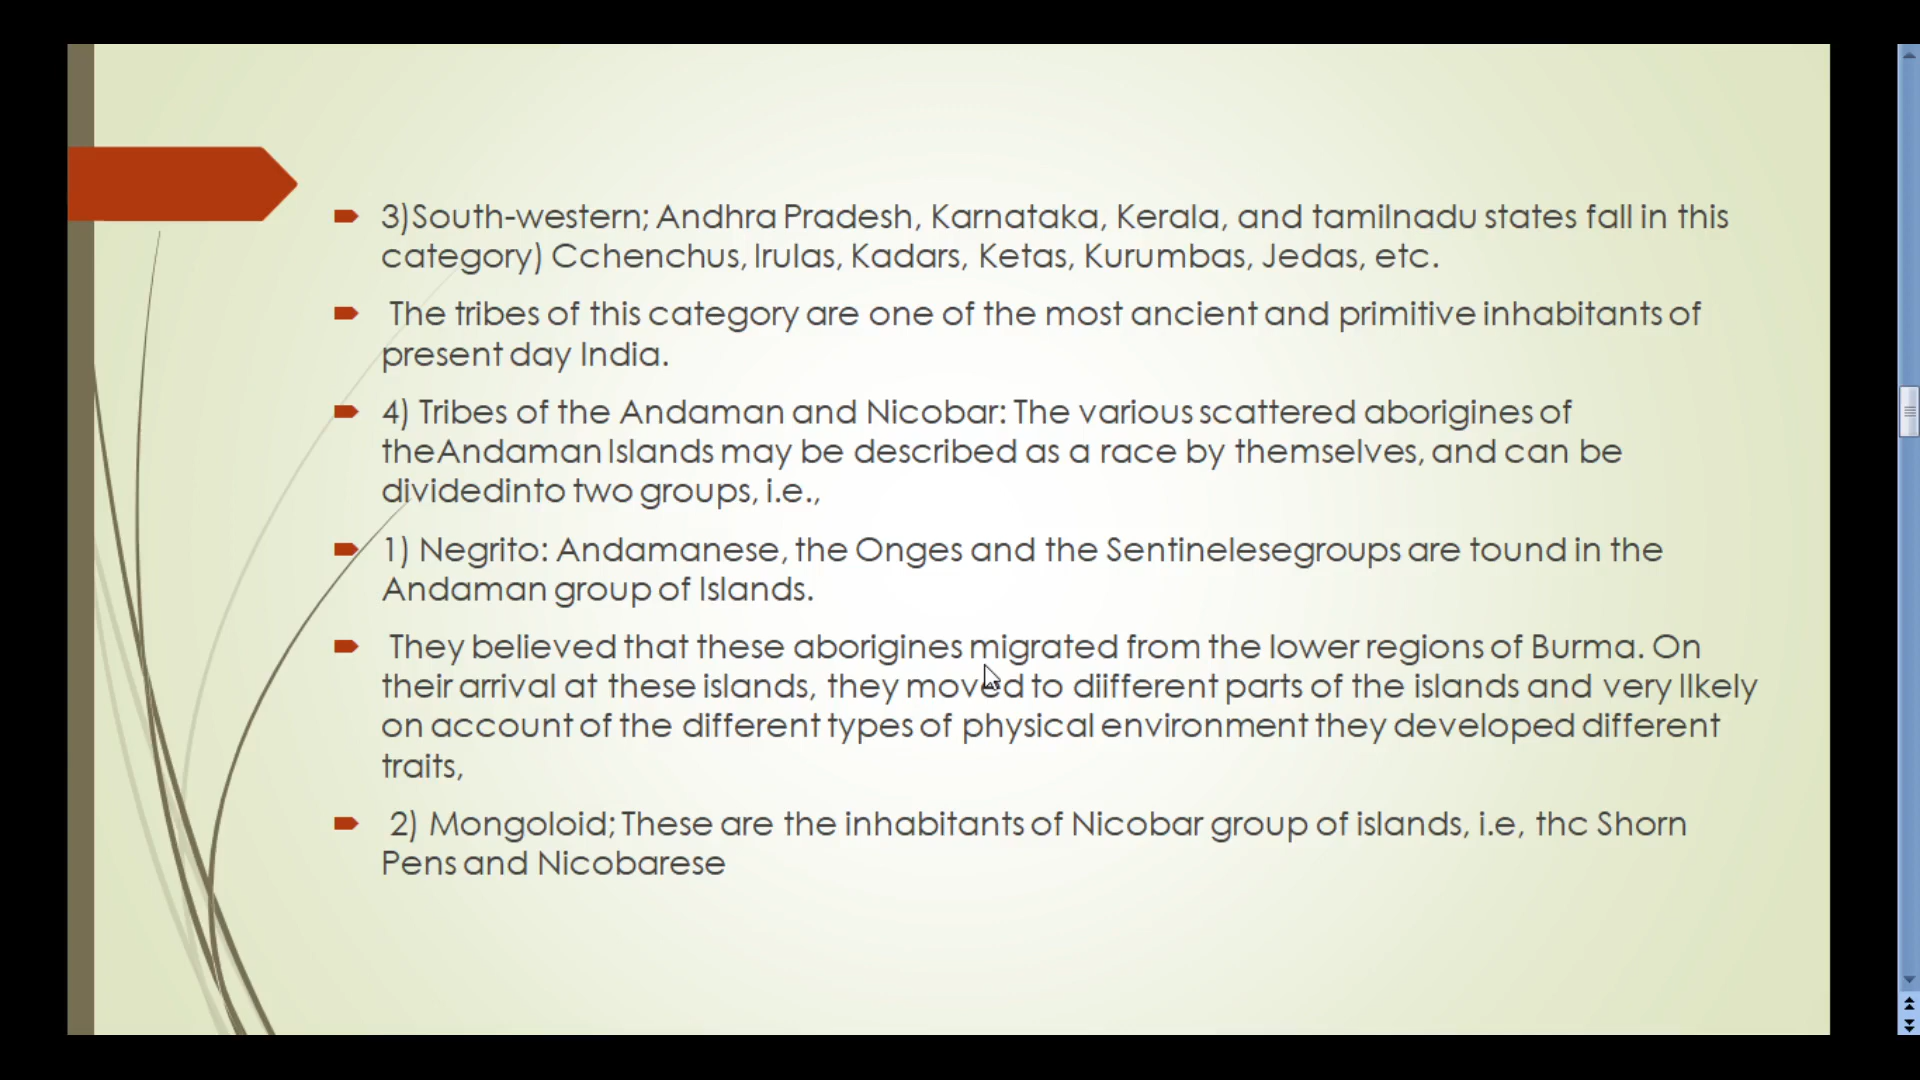 3)South-western; Andhra Pradesh, Karnataka, Kerala, and tamilnadu states fall in this
category) Cchenchus, Irulas, Kadars, Ketas, Kurumbas, Jedas, etc.
The tribes of this category are one of the most ancient and primitive inhabitants of
present day India.
4) Tribes of the Andaman and Nicobar: The various scattered aborigines of
theAndaman Islands may be described as a race by themselves, and can be
dividedinto two groups, i.e.,
1) Negrito: Andamanese, the Onges and the Sentinelesegroups are tound in the
Andaman group of Islands.
They believed that these aborigines migrated from the lower regions of Burma. On
their arrival at these islands, they moved to diifferent parts of the islands and very lIkely
on account of the different types of physical environment they developed different
traits,
2) Mongoloid; These are the inhabitants of Nicobar group of islands, i.e, thc Shorn
Pens and Nicobarese